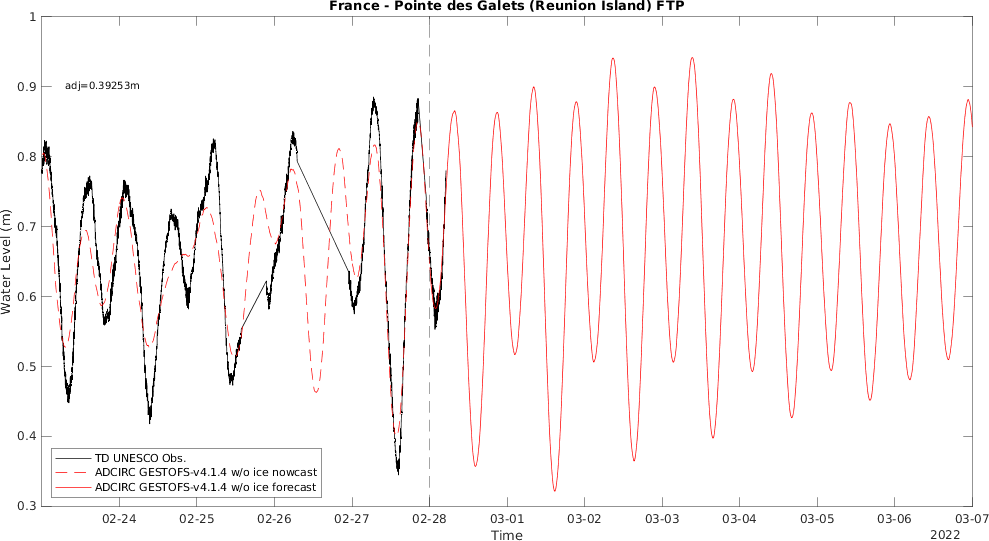 France - Pointe des Galets (Reunion Island) FTP
1
0.9
0.8
0.7
0.6
0.5
0.4
0.3
Water Level (m)
adj=0.39253m
TD UNESCO Obs.
ADCIRC GESTOFS-v4.1.4 w/o ice nowcast
ADCIRC GESTOFS-v4.1.4 w/o ice forecast
02-24 02-25 02-26 02-27 02-28 03-01 03-02 03-03 03-04 03-05 03-06 03-07
Time
2022